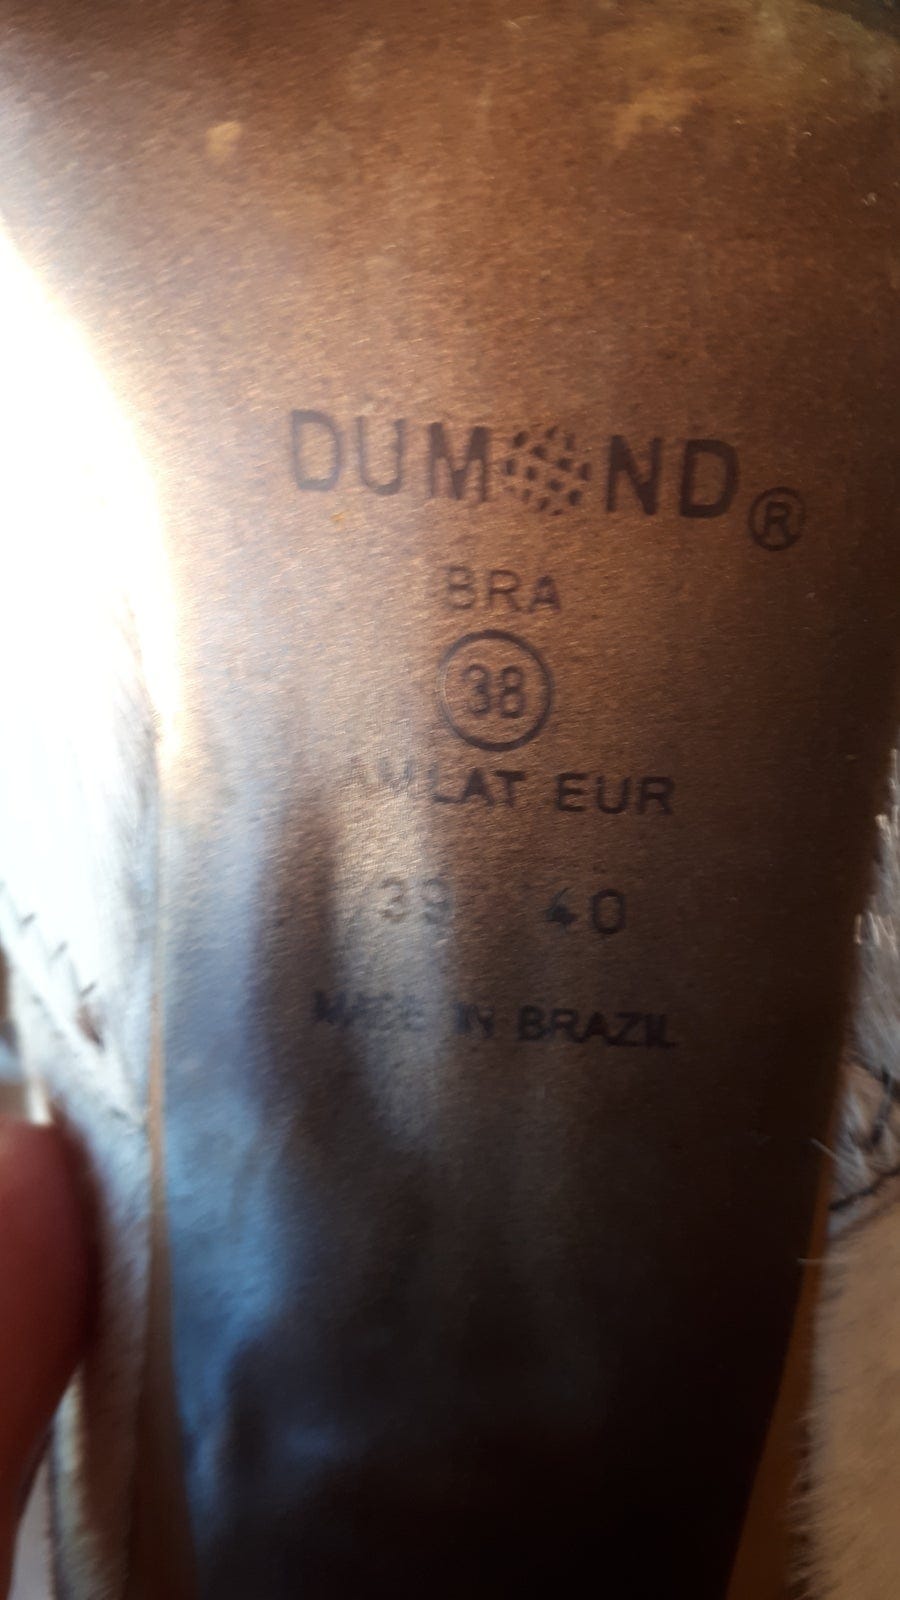 DUMOND®
BRA
38
AMLAT EUR
39 40
MADE IN BRAZIL